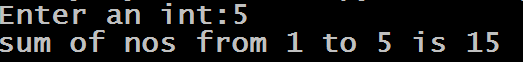 Enter an int:5
sum of nos from 1 to 5 is 15